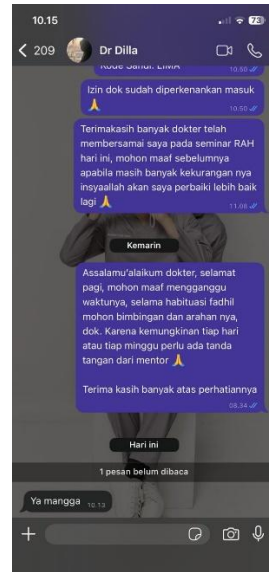 10.15
73
209
Dr Dilla
Kode Sandi: LIMA
10.50
Izin dok sudah diperkenankan masuk
🙏
10.50
Terimakasih banyak dokter telah
membersamai saya pada seminar RAH
hari ini, mohon maaf sebelumnya
apabila masih banyak kekurangan nya
insyaallah akan saya perbaiki lebih baik
lagi 🙏
11.08
Kemarin
Assalamu'alaikum dokter, selamat
pagi, mohon maaf mengganggu
waktunya, selama habituasi fadhil
mohon bimbingan dan arahan nya,
dok. Karena kemungkinan tiap hari
atau tiap minggu perlu ada tanda
tangan dari mentor 🙏
Terima kasih banyak atas perhatiannya
08.34
Hari ini
1 pesan belum dibaca
Ya mangga
10.13